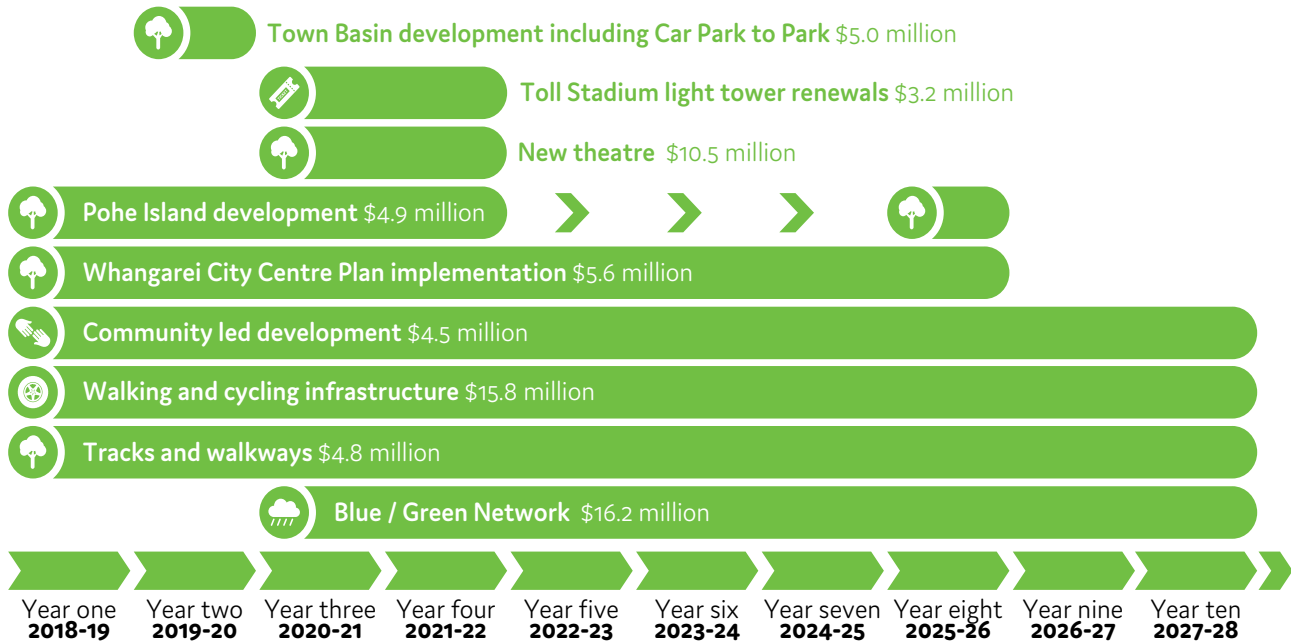 Town Basin development including Car Park to Park $5.0 million
Toll Stadium light tower renewals $3.2 million
New theatre $10.5 million
Pohe Island development $4.9 million
Whangarei City Centre Plan implementation $5.6 million
Community led development $4.5 million
Walking and cycling infrastructure $15.8 million
Tracks and walkways $4.8 million
Blue / Green Network $16.2 million
Year one Year two Year three Year four Year five Year six Year seven Year eight Year nine Year ten
2018-19 2019-20 2020-21 2021-22 2022-23 2023-24 2024-25 2025-26 2026-27 2027-28